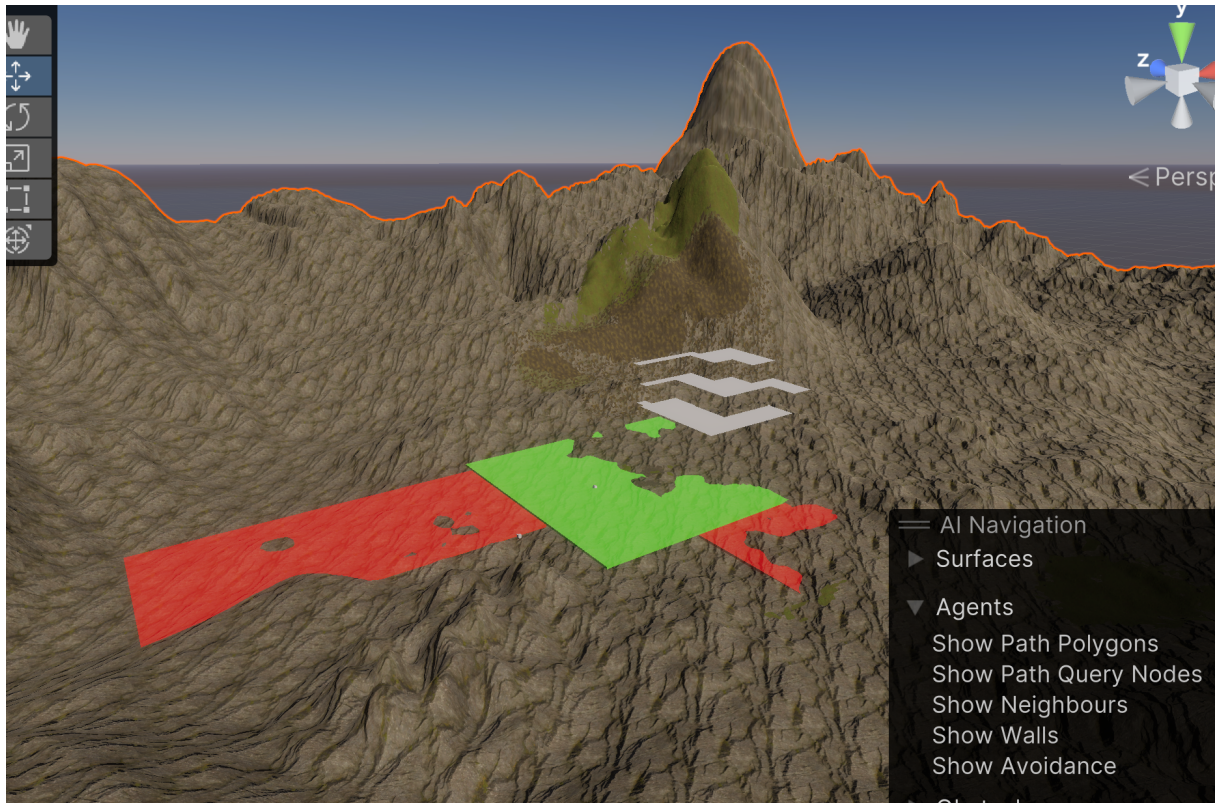 y
z
Persp
AI Navigation
Surfaces
Agents
Show Path Polygons
Show Path Query Nodes
Show Neighbours
Show Walls
Show Avoidance